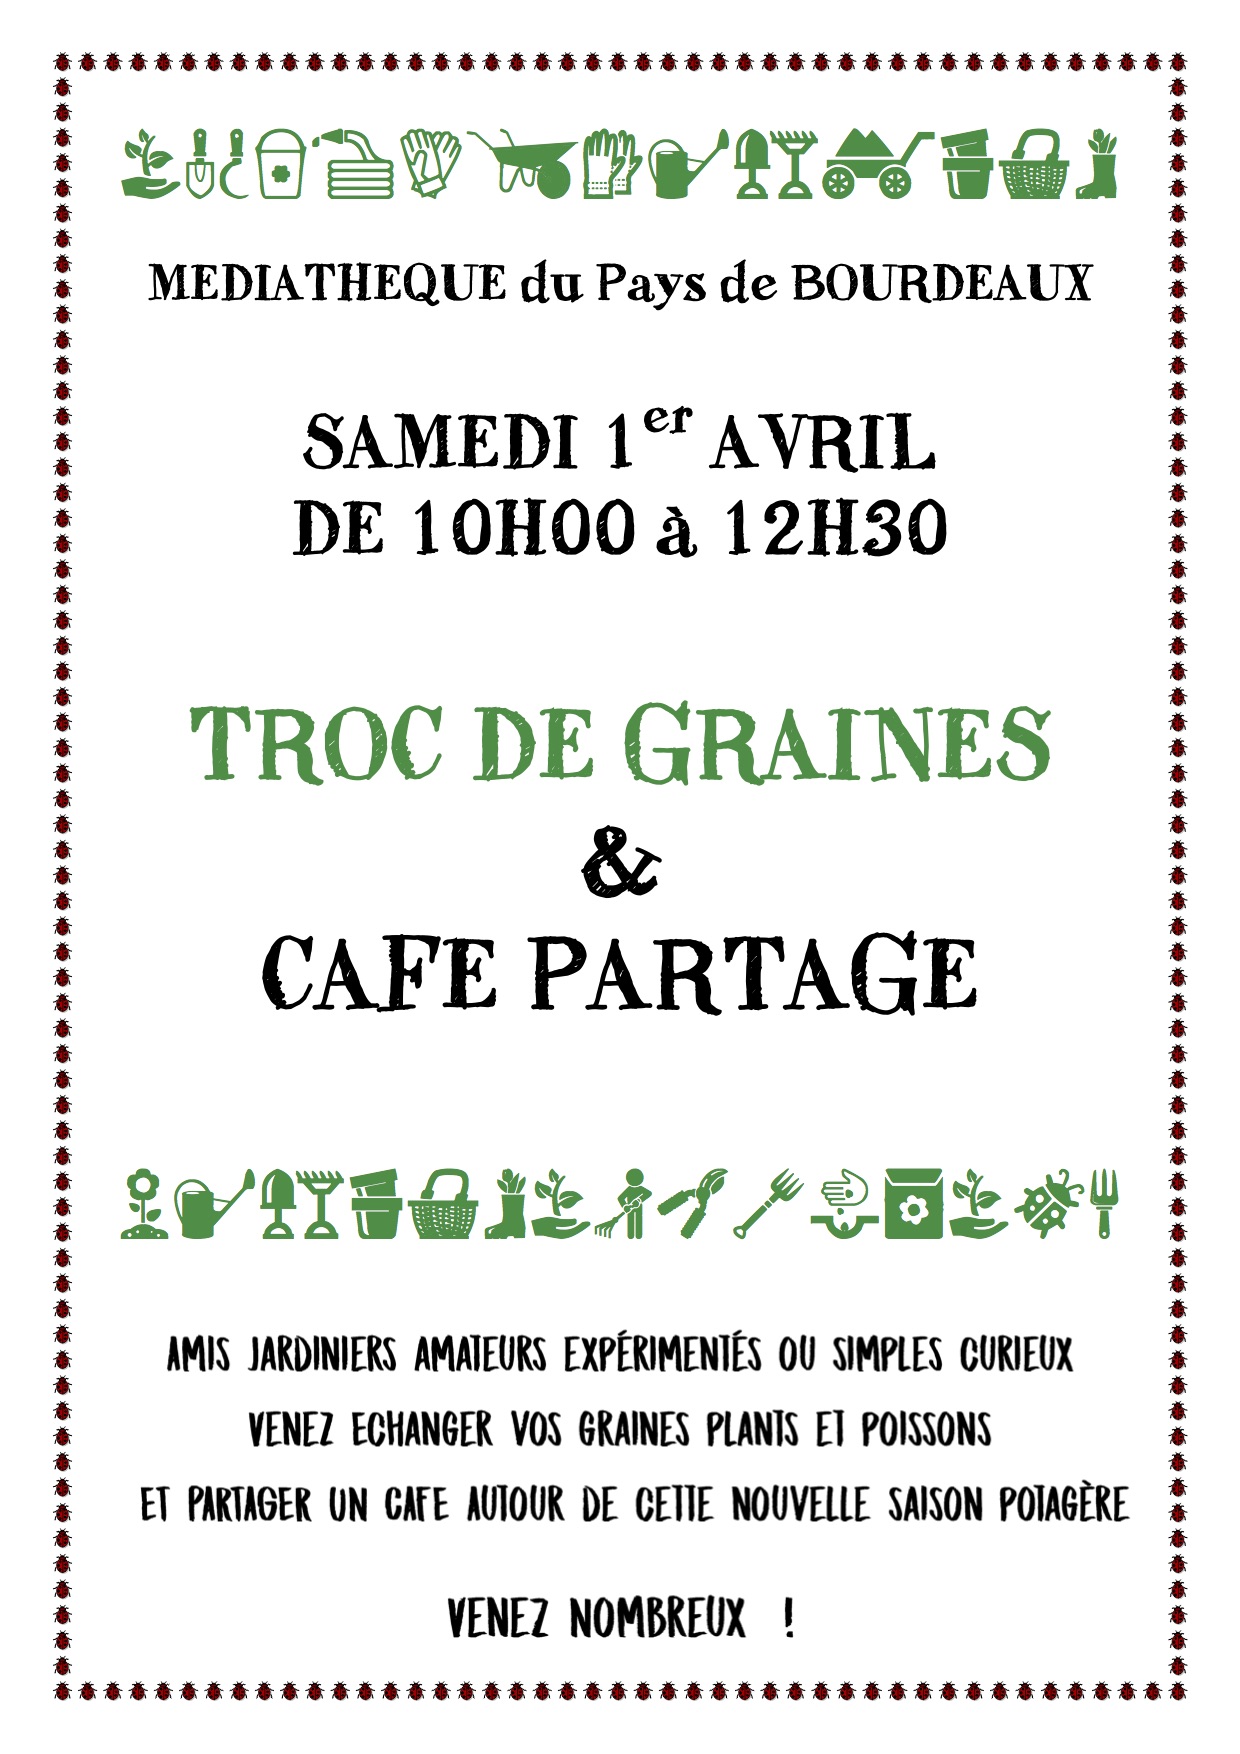 MEDIATHEQUE du Pays de BOURDEAUX
SAMEDI 1er AVRIL
DE 10H00 à 12H30
TROC DE GRAINES
&
CAFE PARTAGE
AMIS JARDINIERS AMATEURS EXPÉRIMENTÉS OU SIMPLES CURIEUX
VENEZ ECHANGER VOS GRAINES PLANTS ET POISSONS
ET PARTAGER UN CAFE AUTOUR DE CETTE NOUVELLE SAISON POTAGÈRE
VENEZ NOMBREUX !